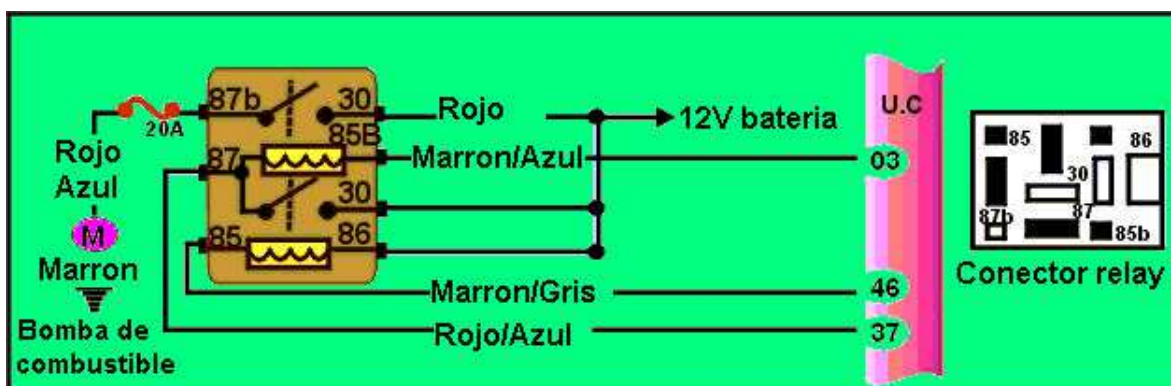 87b
30
20A
Rojo
12V bateria
U.C
85B
Rojo
Azul
87
Marron/Azul
03
30
M
85
86
Marron
Marron/Gris
46
Rojo/Azul
37
Bomba de
combustible
85
86
30
87b
87
85b
Conector relay